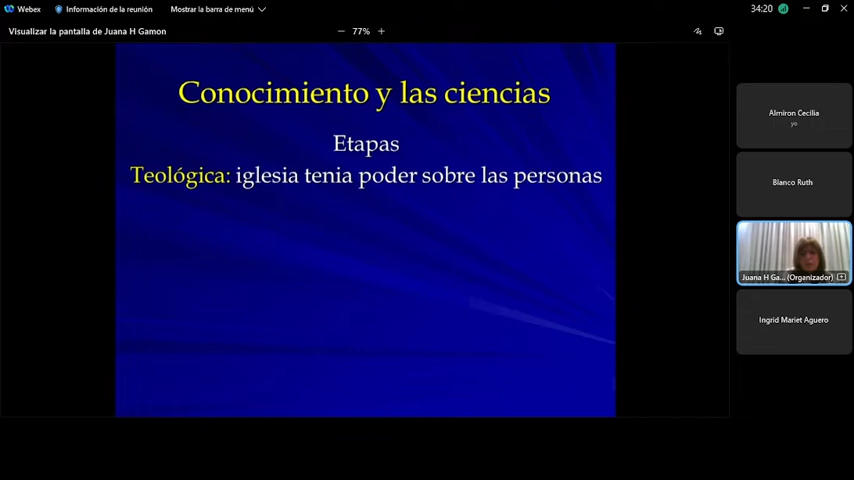 Webex
Información de la reunión
Mostrar la barra de menú
34:20
Visualizar la pantalla de Juana H Gamon
77%
Conocimiento y las ciencias
Etapas
Teológica: iglesia tenia poder sobre las personas
Almiron Cecilia
yo
Blanco Ruth
Juana H Ga... (Organizador)
Ingrid Mariet Aguero